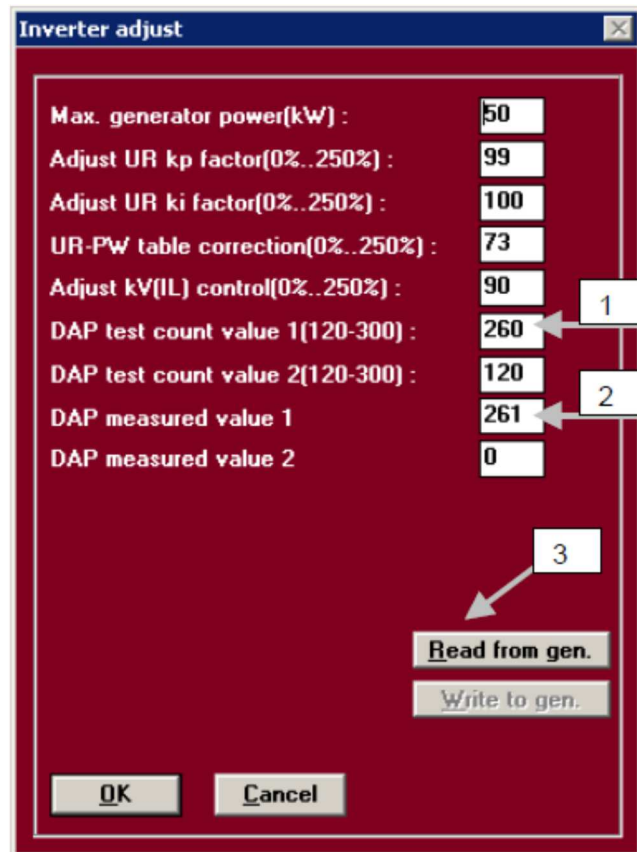 Inverter adjust
Max. generator power(kW) : 50
Adjust UR kp factor(0%..250%) : 99
Adjust UR ki factor(0%..250%) : 100
UR-PW table correction(0%..250%) : 73
Adjust kV(IL) control(0%..250%) : 90
1
DAP test count value 1(120-300) : 260
DAP test count value 2(120-300) : 120
2
DAP measured value 1 261
DAP measured value 2 0
3
Read from gen.
Write to gen.
OK Cancel